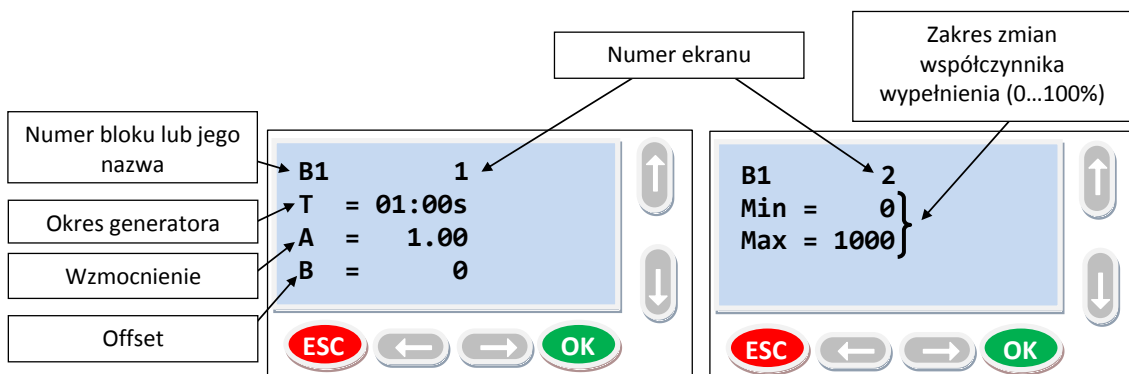 Numer ekranu
Zakres zmian
współczynnika
wypełnienia (0...100%)
Numer bloku lub jego
nazwa
Okres generatora
Wzmocnienie
Offset
B1 1
T = 01:00s
A = 1.00
B = 0
ESC OK
B1 2
Min = 0
Max = 1000
ESC OK